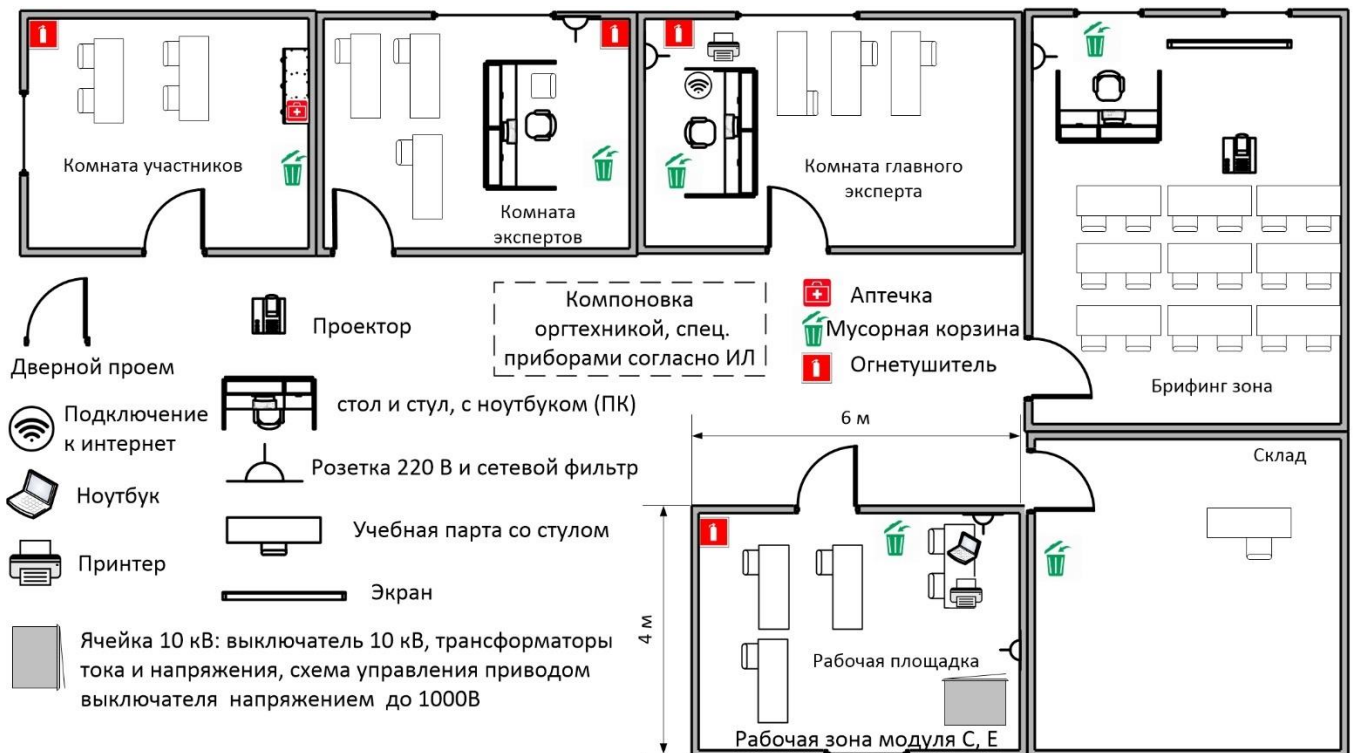 Комната участников
Комната
экспертов
Комната главного
эксперта
Брифинг зона
Дверной проем
Проектор
Компоновка
оргтехникой, спец.
приборами согласно ИЛ
Аптечка
Мусорная корзина
Огнетушитель
Подключение
к интернет
стол и стул, с ноутбуком (ПК)
Розетка 220 В и сетевой фильтр
Ноутбук
Учебная парта со стулом
Принтер
Экран
Ячейка 10 кВ: выключатель 10 кВ, трансформаторы
тока и напряжения, схема управления приводом
выключателя напряжением до 1000В
6 м
4 м
Рабочая площадка
Рабочая зона модуля С, Е
Склад